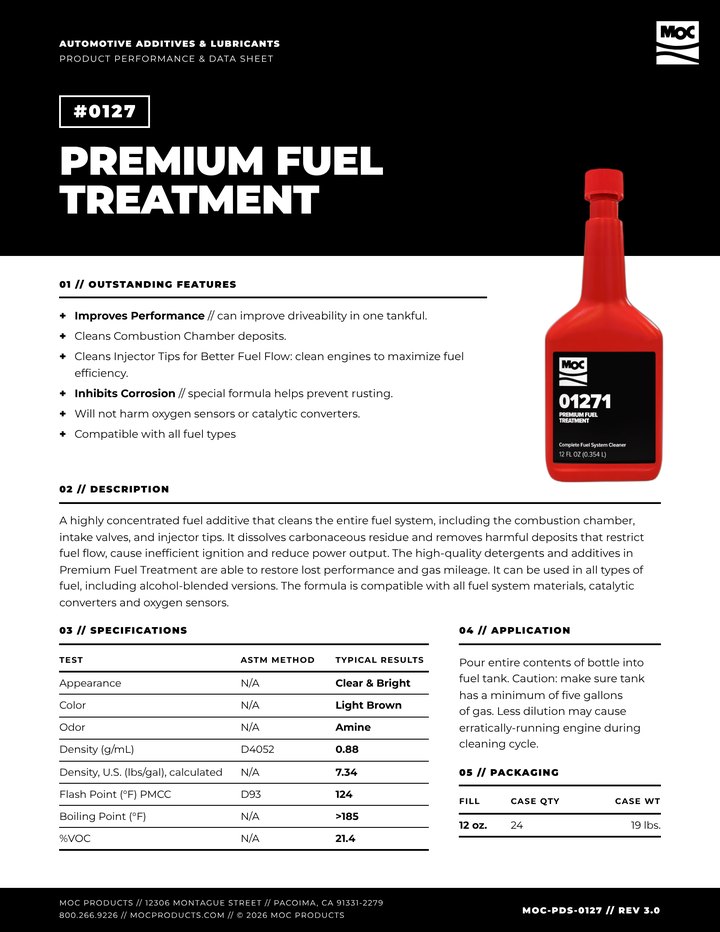 AUTOMOTIVE ADDITIVES & LUBRICANTS
PRODUCT PERFORMANCE & DATA SHEET
MOC
#0127
PREMIUM FUEL
TREATMENT
01 // OUTSTANDING FEATURES
+ Improves Performance // can improve driveability in one tankful.
+ Cleans Combustion Chamber deposits.
+ Cleans Injector Tips for Better Fuel Flow: clean engines to maximize fuel
efficiency.
+ Inhibits Corrosion // special formula helps prevent rusting.
+ Will not harm oxygen sensors or catalytic converters.
+ Compatible with all fuel types
MOC
01271
PREMIUM FUEL
TREATMENT
Complete Fuel System Cleaner
12 FL OZ (0.354 L)
02 // DESCRIPTION
A highly concentrated fuel additive that cleans the entire fuel system, including the combustion chamber,
intake valves, and injector tips. It dissolves carbonaceous residue and removes harmful deposits that restrict
fuel flow, cause inefficient ignition and reduce power output. The high-quality detergents and additives in
Premium Fuel Treatment are able to restore lost performance and gas mileage. It can be used in all types of
fuel, including alcohol-blended versions. The formula is compatible with all fuel system materials, catalytic
converters and oxygen sensors.
03 // SPECIFICATIONS
TEST ASTM METHOD TYPICAL RESULTS
Appearance N/A Clear & Bright
Color N/A Light Brown
Odor N/A Amine
Density (g/mL) D4052 0.88
Density, U.S. (lbs/gal), calculated N/A 7.34
Flash Point (°F) PMCC D93 124
Boiling Point (°F) N/A >185
%VOC N/A 21.4
04 // APPLICATION
Pour entire contents of bottle into
fuel tank. Caution: make sure tank
has a minimum of five gallons
of gas. Less dilution may cause
erratically-running engine during
cleaning cycle.
05 // PACKAGING
FILL CASE QTY CASE WT
12 oz. 24 19 lbs.
MOC PRODUCTS // 12306 MONTAGUE STREET // PACOIMA, CA 91331-2279
800.266.9226 // MOCPRODUCTS.COM // © 2026 MOC PRODUCTS
MOC-PDS-0127 // REV 3.0